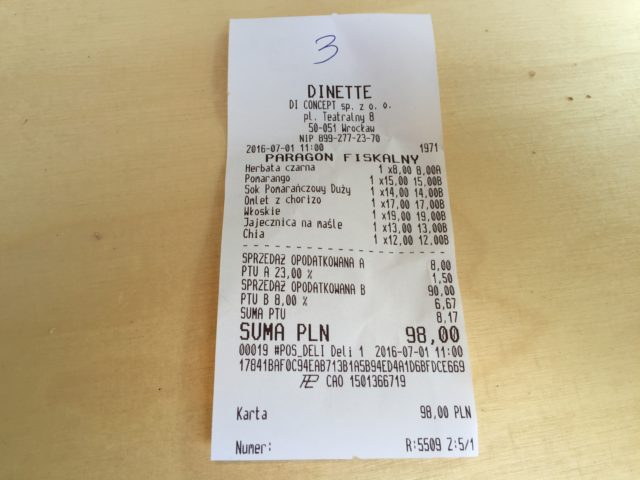 3
DINETTE
DI CONCEPT sp. z o. o.
pl. Teatralny 8
50-051 Wrocław
NIP 899-277-23-70
2016-07-01 11:00 1971
PARAGON FISKALNY
Herbata czarna 1 x8,00 8,00A
Pomarango 1 x15,00 15,00B
Sok Pomarańczowy Duży 1 x14,00 14,00B
Omlet z chorizo 1 x17,00 17,00B
Włoskie 1 x19,00 19,00B
Jajecznica na maśle 1 x13,00 13,00B
Chia 1 x12,00 12,00B
SPRZEDAŻ OPODATKOWANA A 8,00
PTU A 23,00 % 1,50
SPRZEDAŻ OPODATKOWANA B 90,00
PTU B 8,00 % 6,67
SUMA PTU 8,17
SUMA PLN 98,00
00019 #POS_DELI Deli 1 2016-07-01 11:00
17841BAF0C94EAB713B1A5B94ED4A1D6BFDCE669
CAO 1501366719
Karta 98,00 PLN
Numer: R:5509 Z:5/1